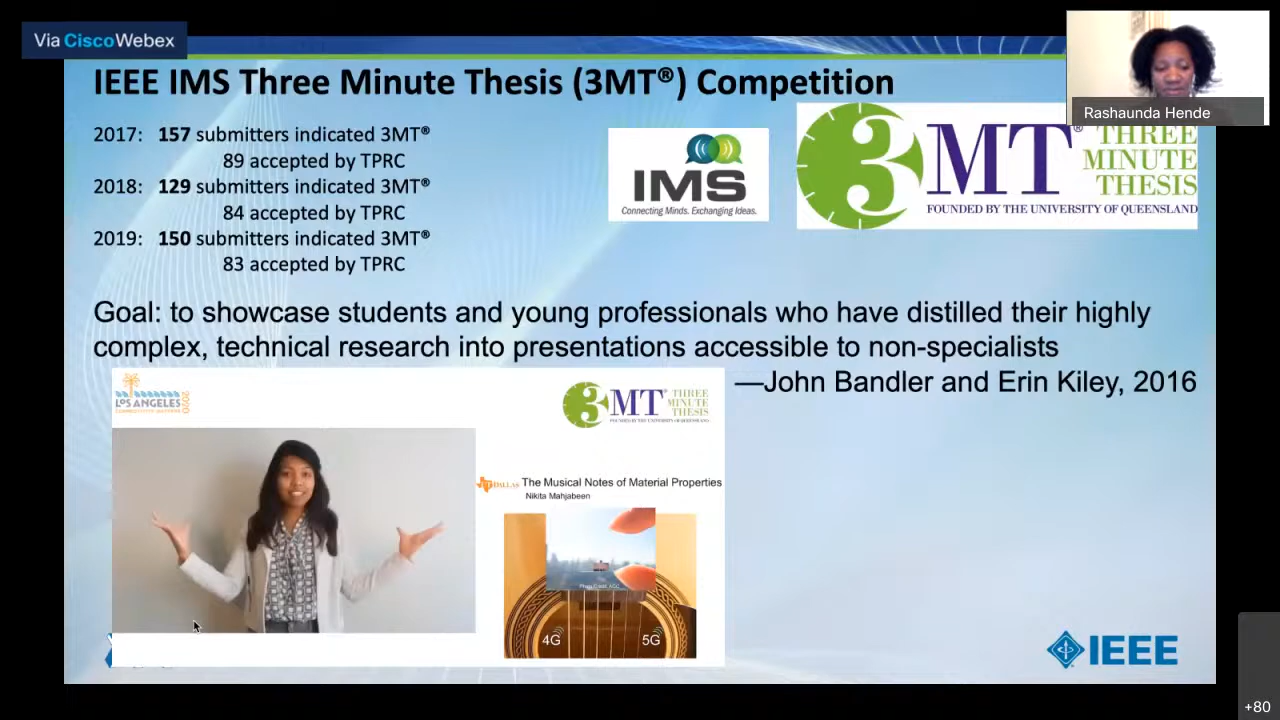 Via Cisco Webex
IEEE IMS Three Minute Thesis (3MT®) Competition
Rashaunda Hende
2017: 157 submitters indicated 3MT®
89 accepted by TPRC
2018: 129 submitters indicated 3MT®
84 accepted by TPRC
2019: 150 submitters indicated 3MT®
83 accepted by TPRC
IMS
Connecting Minds. Exchanging Ideas.
3MT® THREE
MINUTE
THESIS
FOUNDED BY THE UNIVERSITY OF QUEENSLAND
Goal: to showcase students and young professionals who have distilled their highly
complex, technical research into presentations accessible to non-specialists
—John Bandler and Erin Kiley, 2016
LOS ANGELES
2020
3MT THREE
MINUTE
THESIS
FOUNDED BY THE UNIVERSITY OF QUEENSLAND
UT DALLAS The Musical Notes of Material Properties
Nikita Mahjabeen
4G
5G
IEEE
+80